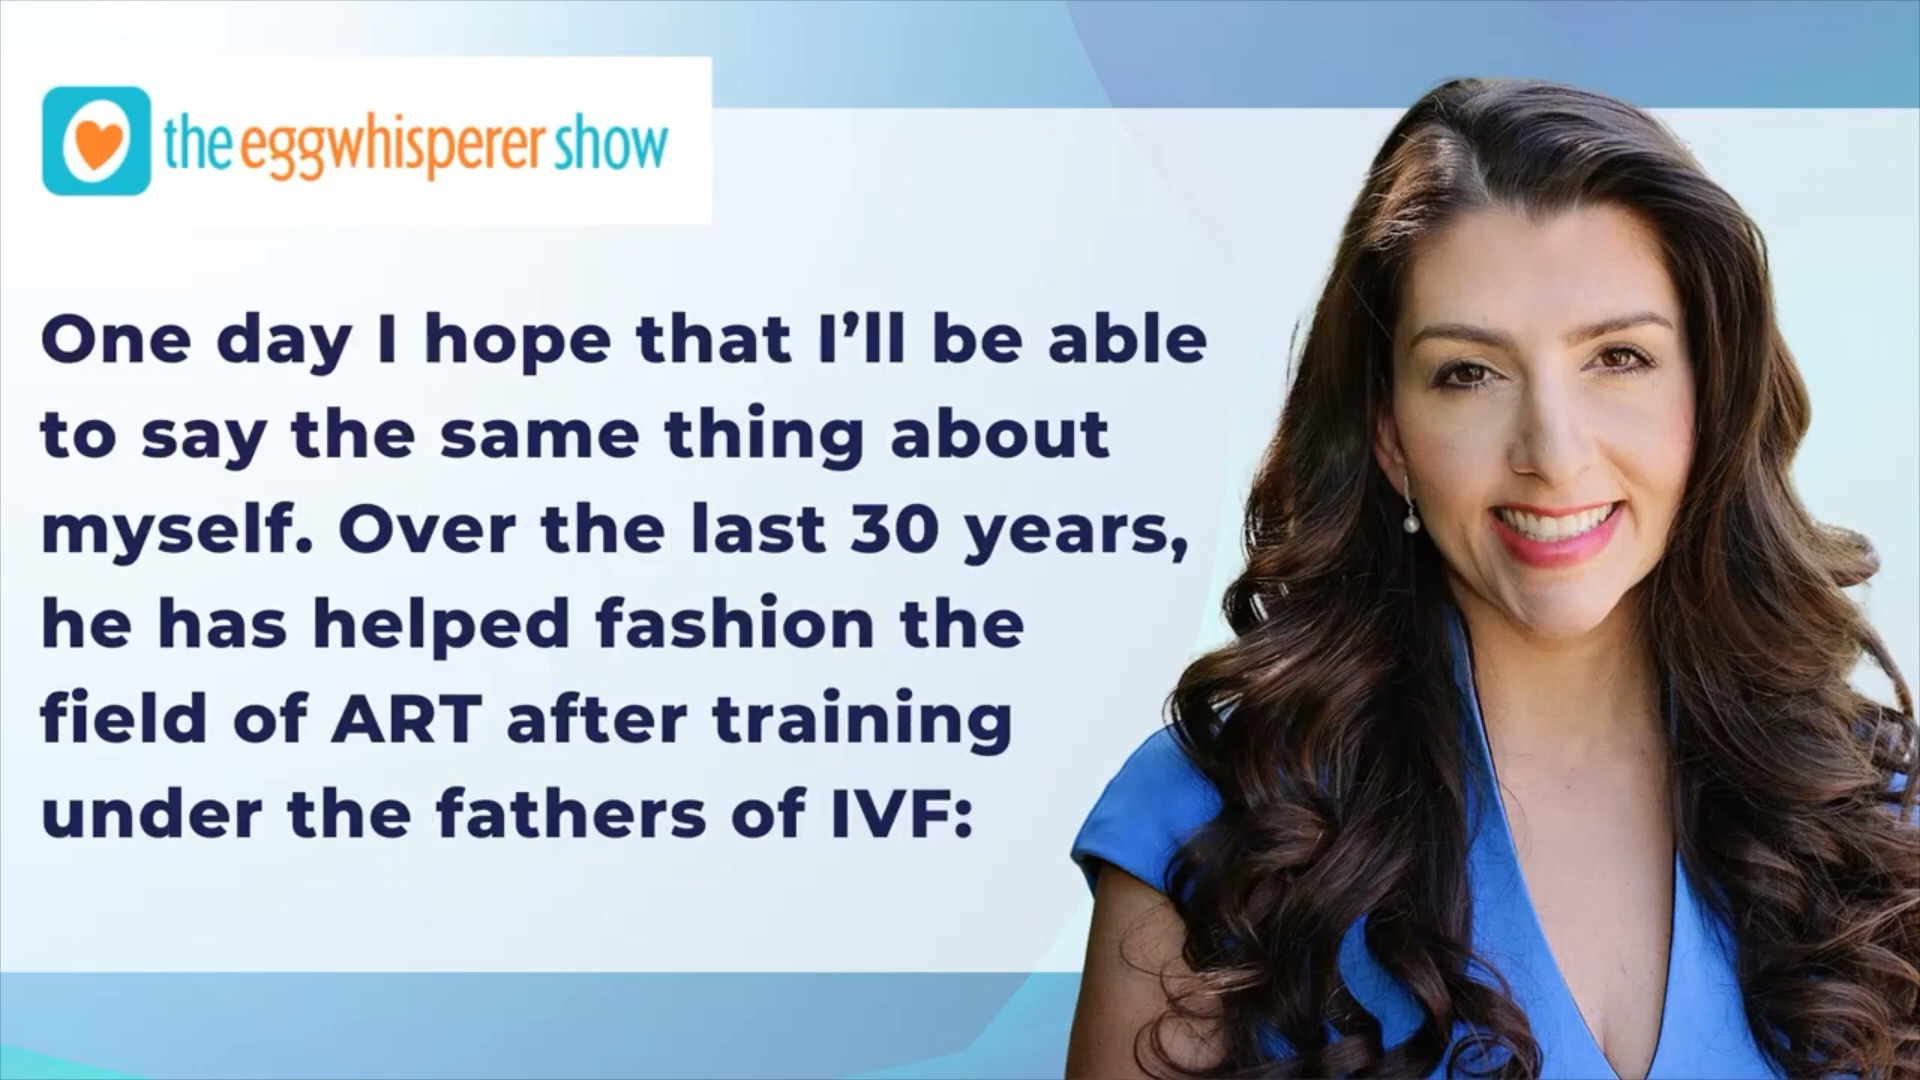 the eggwhisperer show
One day I hope that I’ll be able
to say the same thing about
myself. Over the last 30 years,
he has helped fashion the
field of ART after training
under the fathers of IVF: